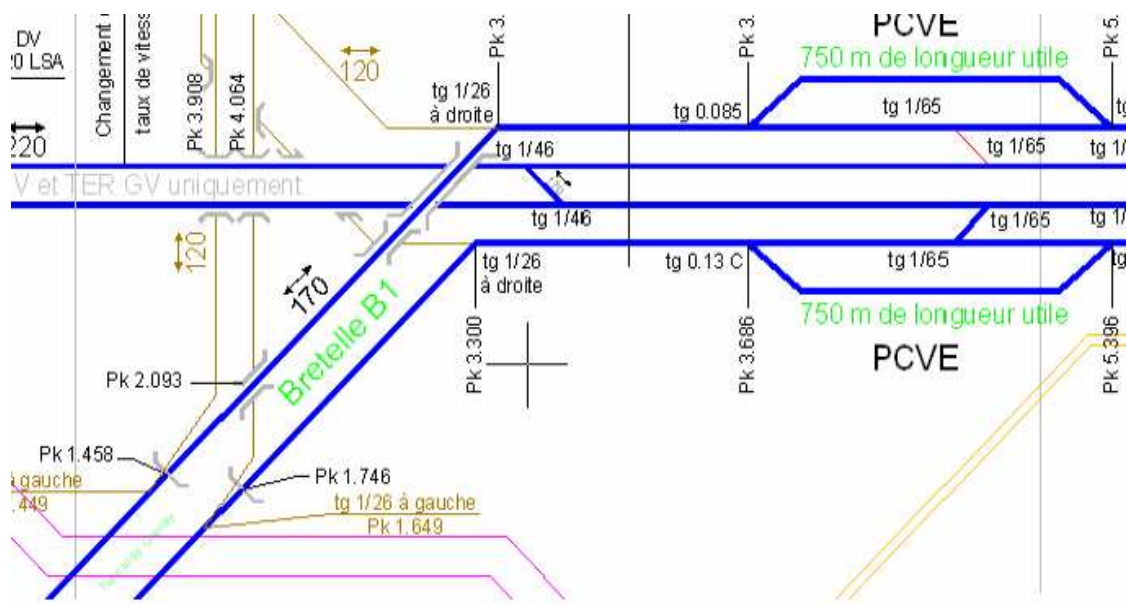 DV
20 LSA
220
Changement
taux de vitess
Pk 3.908
Pk 4.064
120
tg 1/26
à droite
Pk 3.
tg 0.085
Pk 3.
PCVE
750 m de longueur utile
tg 1/65
Pk 5.
tg 1/46
tg 1/65
tg 1/
V et TER GV uniquement
tg 1/46
tg 1/65
tg 1/
120
170
Bretelle B1
tg 1/26
à droite
Pk 3.300
tg 0.13 C
Pk 3.686
tg 1/65
750 m de longueur utile
PCVE
Pk 5.396
tg
Pk 2.093
Pk 1.458
à gauche
.449
Pk 1.746
tg 1/26 à gauche
Pk 1.649